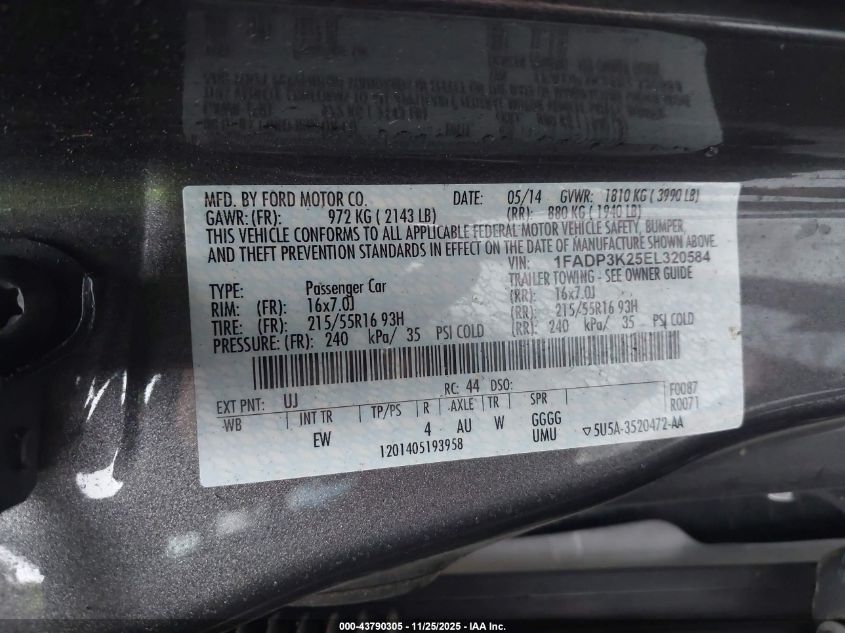 MFD. BY FORD MOTOR CO. DATE: 05/14 GVWR: 1810 KG ( 3990 LB)
GAWR: (FR): 972 KG ( 2143 LB) (RR): 880 KG ( 1940 LB)
THIS VEHICLE CONFORMS TO ALL APPLICABLE FEDERAL MOTOR VEHICLE SAFETY, BUMPER,
AND THEFT PREVENTION STANDARDS IN EFFECT ON THE DATE OF MANUFACTURE SHOWN ABOVE.
VIN: 1FADP3K25EL320584
TYPE: Passenger Car TRAILER TOWING - SEE OWNER GUIDE
RIM: (FR): 16x7.0J (RR): 16x7.0J
TIRE: (FR): 215/55R16 93H (RR): 215/55R16 93H
PRESSURE: (FR): 240 kPa/ 35 PSI COLD (RR): 240 kPa/ 35 PSI COLD
EXT PNT: UJ RC: 44 DSO: F0087
WB INT TR TP/PS R AXLE TR SPR R0071
EW 4 AU W GGGG
UMU ▽5U5A-3520472-AA
1201405193958
000-43790305 - 11/25/2025 - IAA Inc.